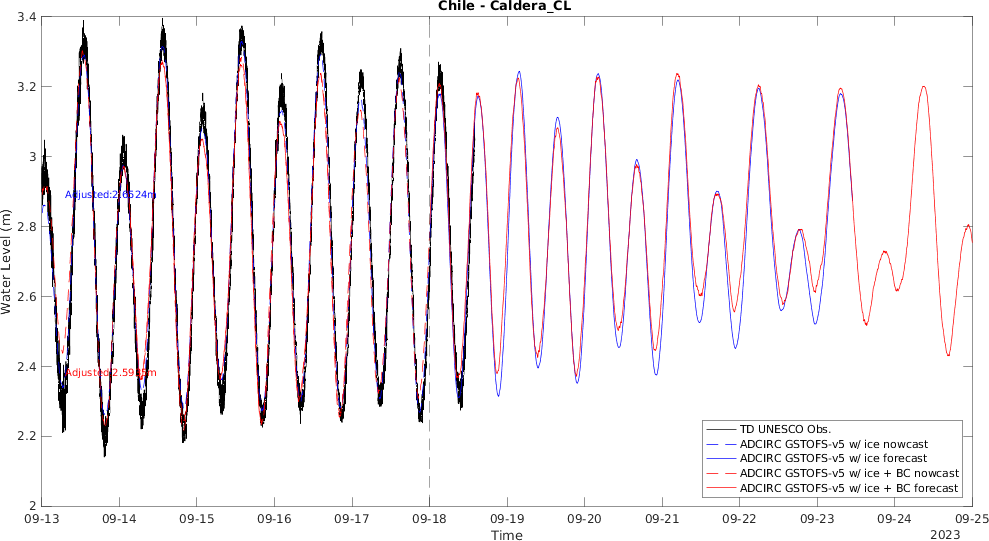 Chile - Caldera_CL
3.4
3.2
3
2.8
2.6
2.4
2.2
2
Water Level (m)
Adjusted:2.6524m
09-13
09-14
09-15
09-16
09-17
09-18
09-19
09-20
09-21
09-22
09-23
09-24
09-25
2023
Time
TD UNESCO Obs.
ADCIRC GSTOFS-v5 w/ ice nowcast
ADCIRC GSTOFS-v5 w/ ice forecast
ADCIRC GSTOFS-v5 w/ ice + BC nowcast
ADCIRC GSTOFS-v5 w/ ice + BC forecast